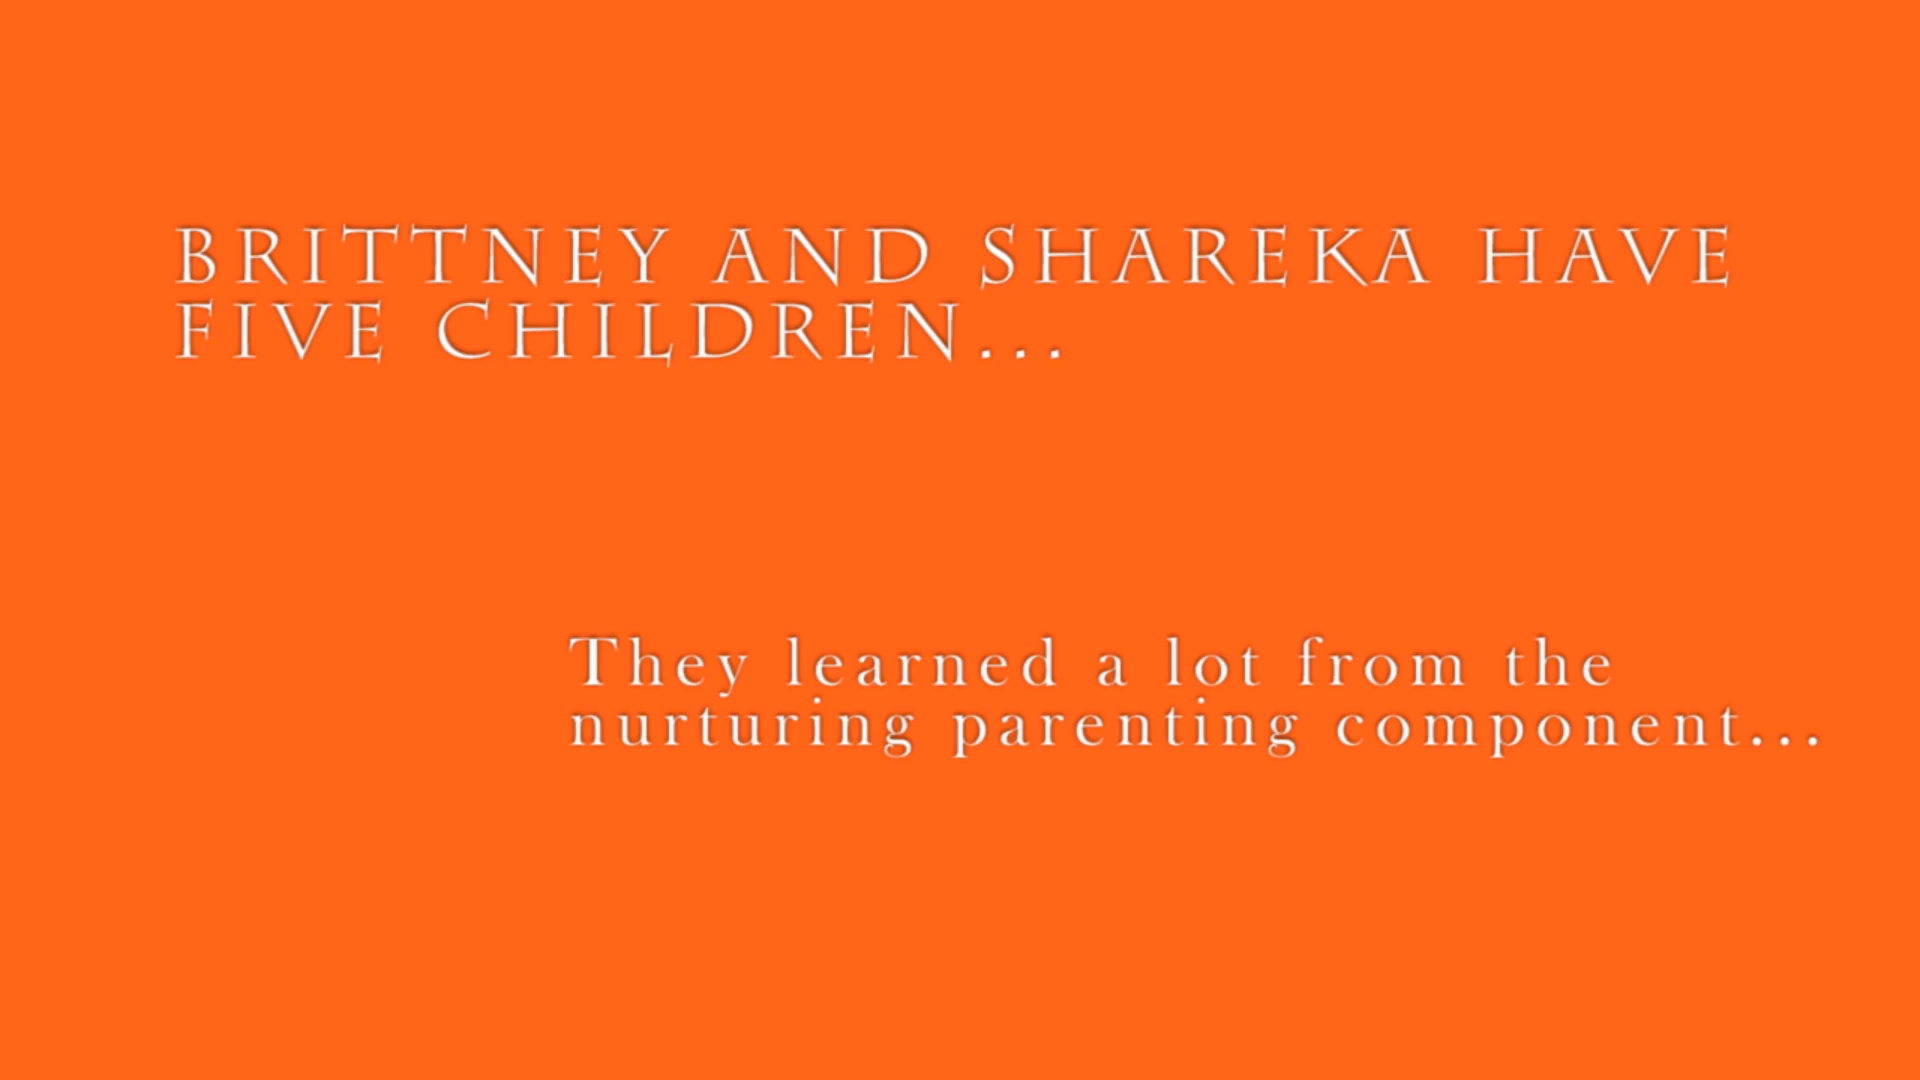 BRITTNEY AND SHAREKA HAVE
FIVE CHILDREN...
They learned a lot from the
nurturing parenting component...